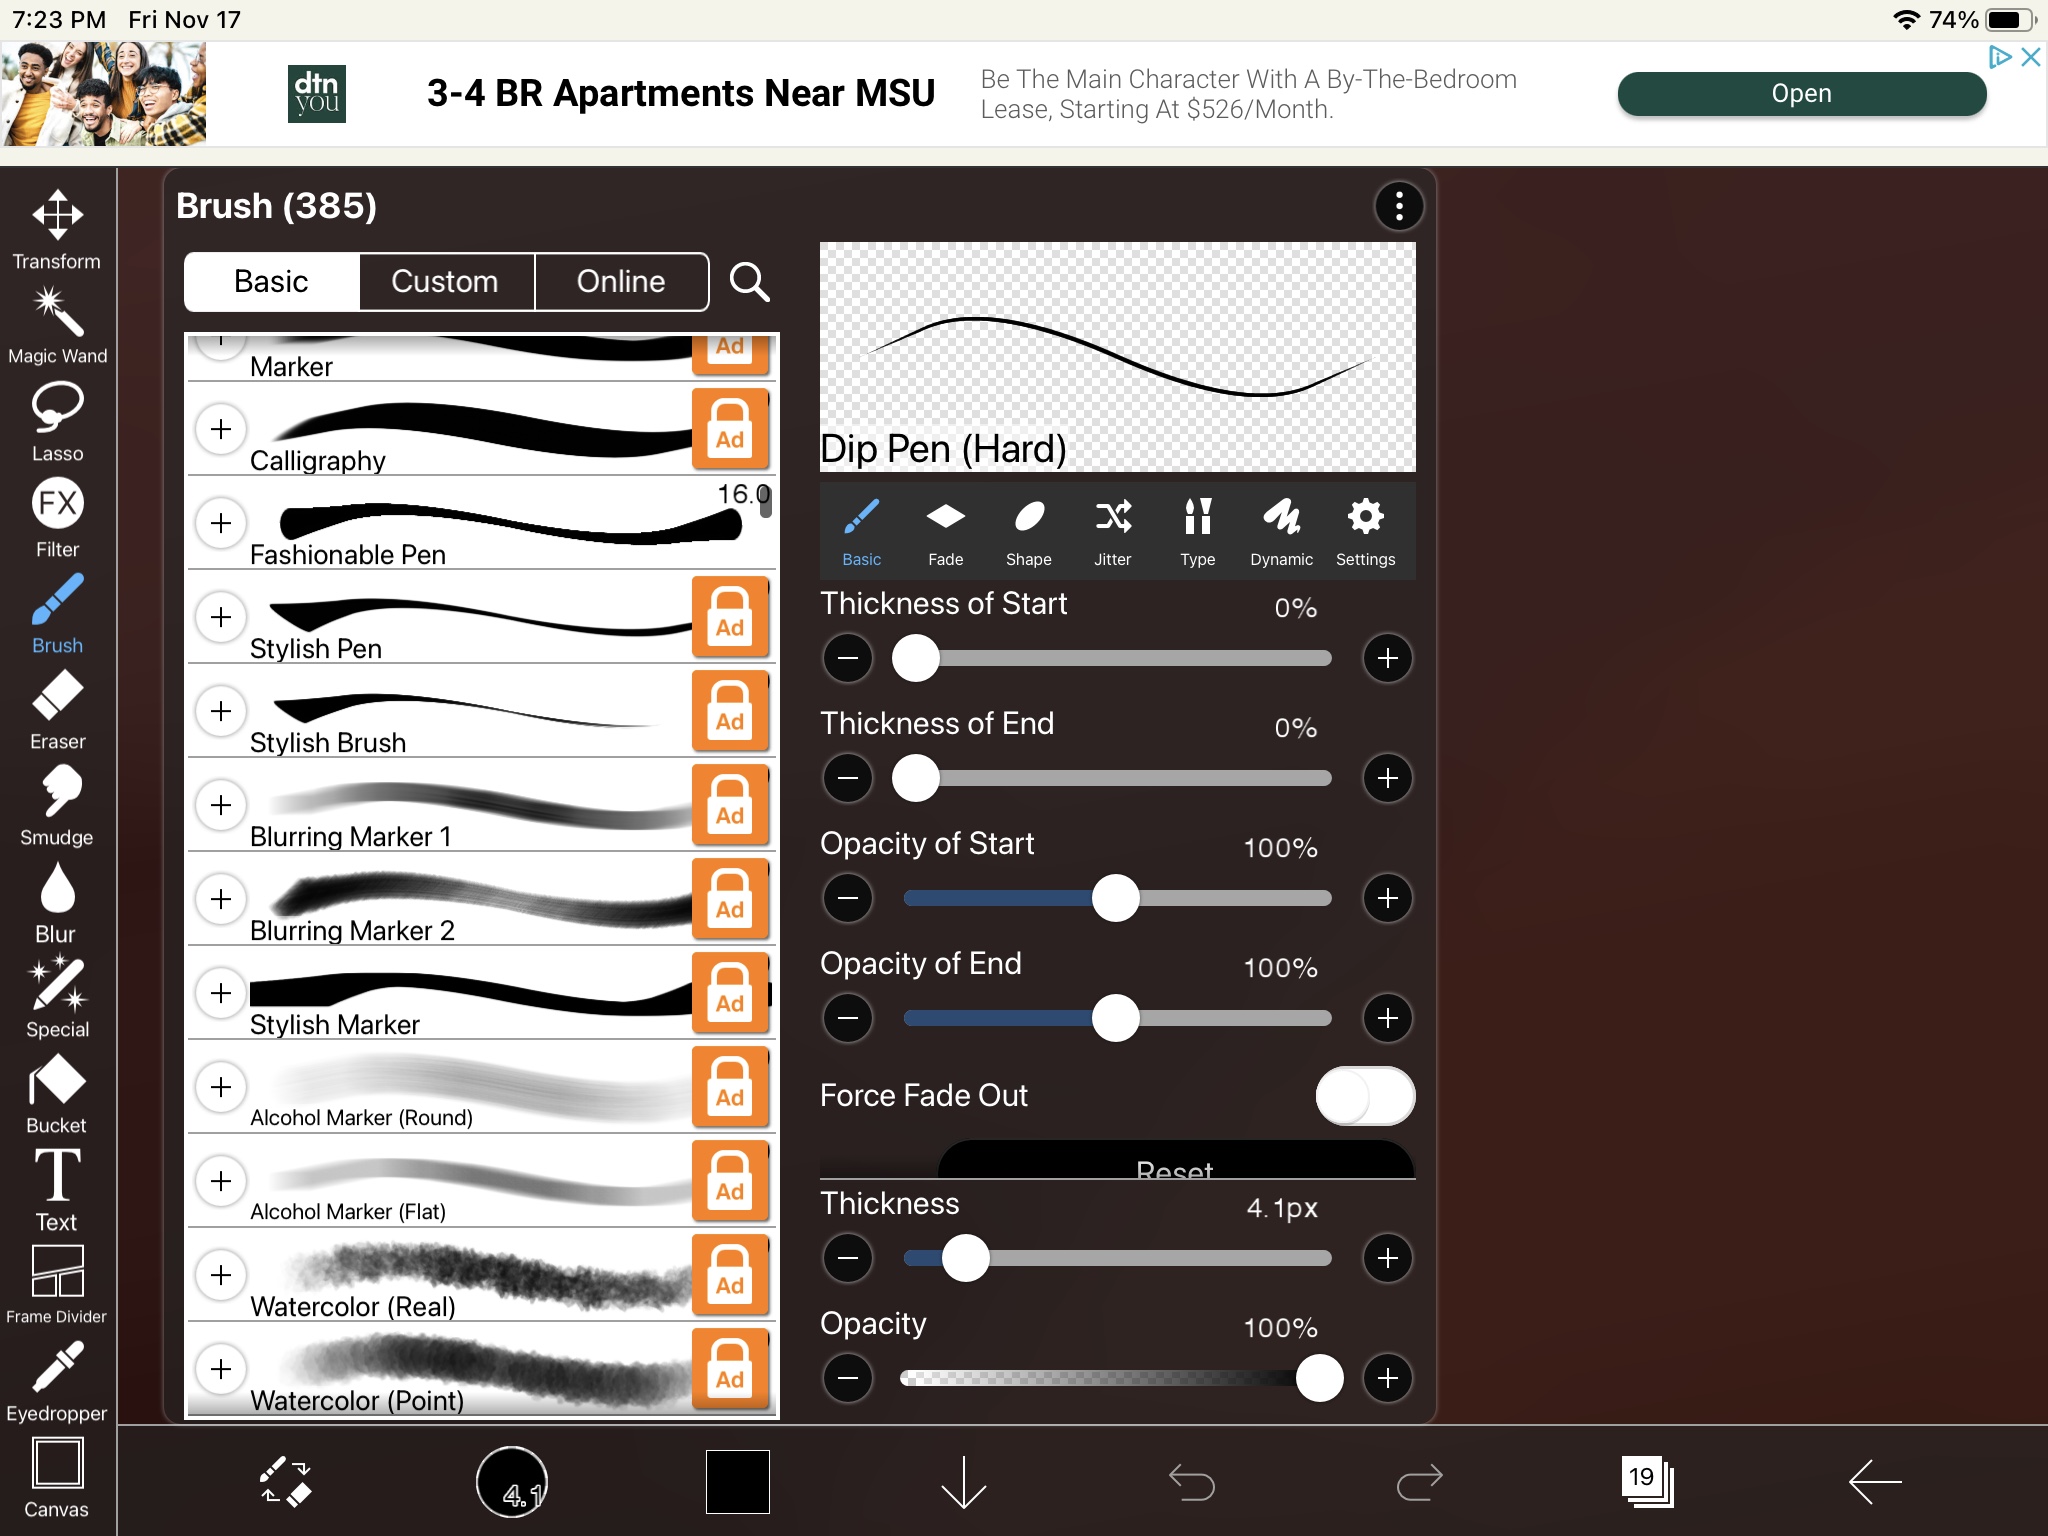 7:23 PM Fri Nov 17
74%
dtn
you
3-4 BR Apartments Near MSU
Be The Main Character With A By-The-Bedroom
Lease, Starting At $526/Month.
Open
Transform
Magic Wand
Lasso
FX
Filter
Brush
Eraser
Smudge
Blur
Special
Bucket
T
Text
Frame Divider
Eyedropper
Canvas
Brush (385)
Basic
Custom
Online
Marker
Ad
Calligraphy
Ad
16.0
Fashionable Pen
Stylish Pen
Ad
Stylish Brush
Ad
Blurring Marker 1
Ad
Blurring Marker 2
Ad
Stylish Marker
Ad
Alcohol Marker (Round)
Ad
Alcohol Marker (Flat)
Ad
Watercolor (Real)
Ad
Watercolor (Point)
Ad
Dip Pen (Hard)
Basic
Fade
Shape
Jitter
Type
Dynamic
Settings
Thickness of Start 0%
Thickness of End 0%
Opacity of Start 100%
Opacity of End 100%
Force Fade Out
Reset
Thickness 4.1px
Opacity 100%
4.1
19